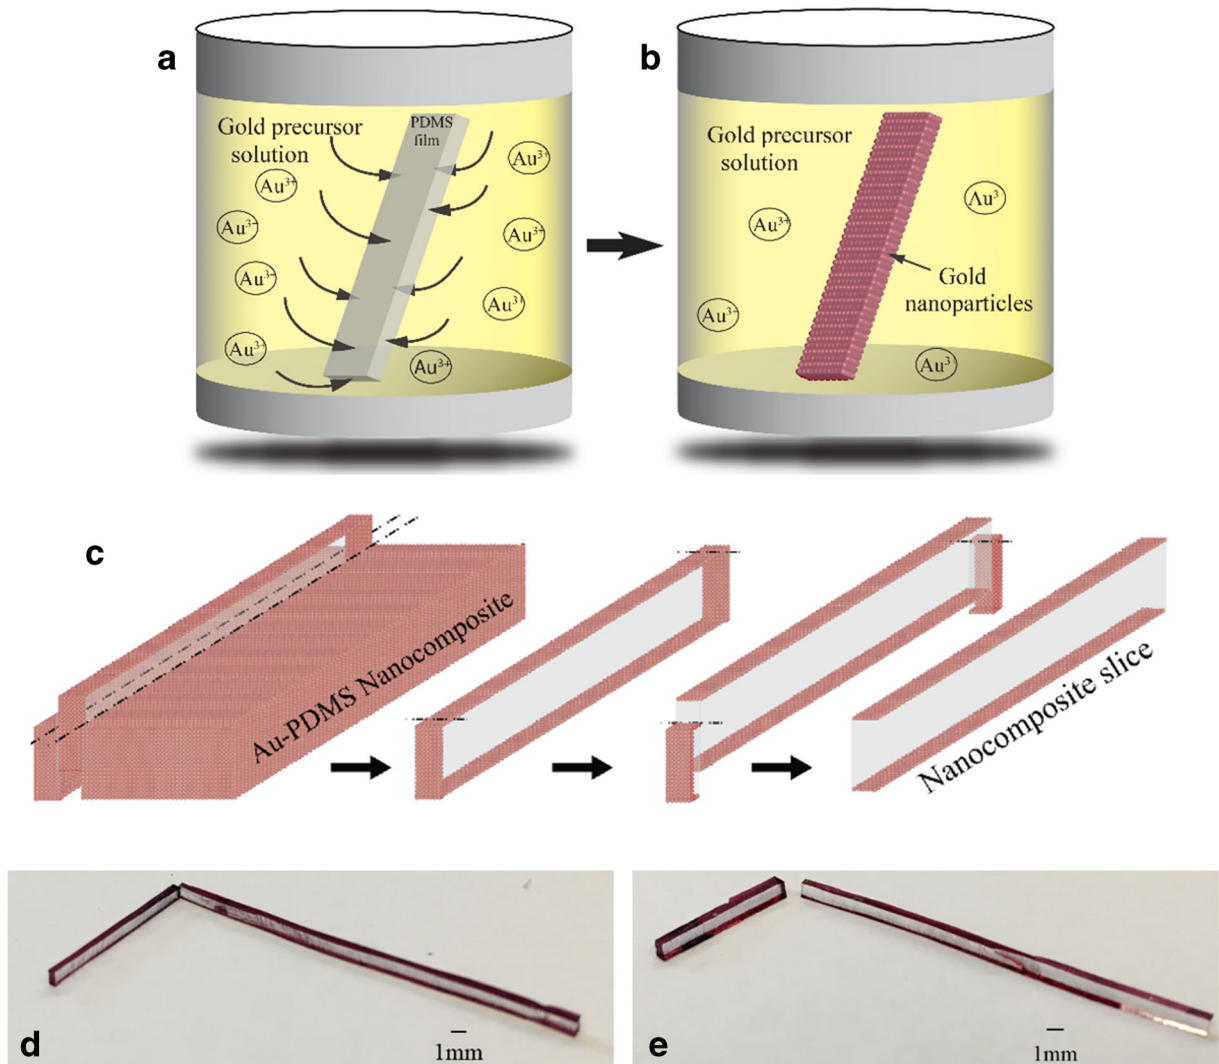 a
b
Gold precursor
solution
PDMS
film
Au³⁺
Au³⁺
Au³⁻
Au³⁺
Au³⁻
Au³⁺
Au³⁺
Au³⁺
Gold precursor
solution
Au³
Au³⁺
Gold
nanoparticles
Au³⁺
Au³
c
Au-PDMS Nanocomposite
Nanocomposite slice
d
1mm
e
1mm